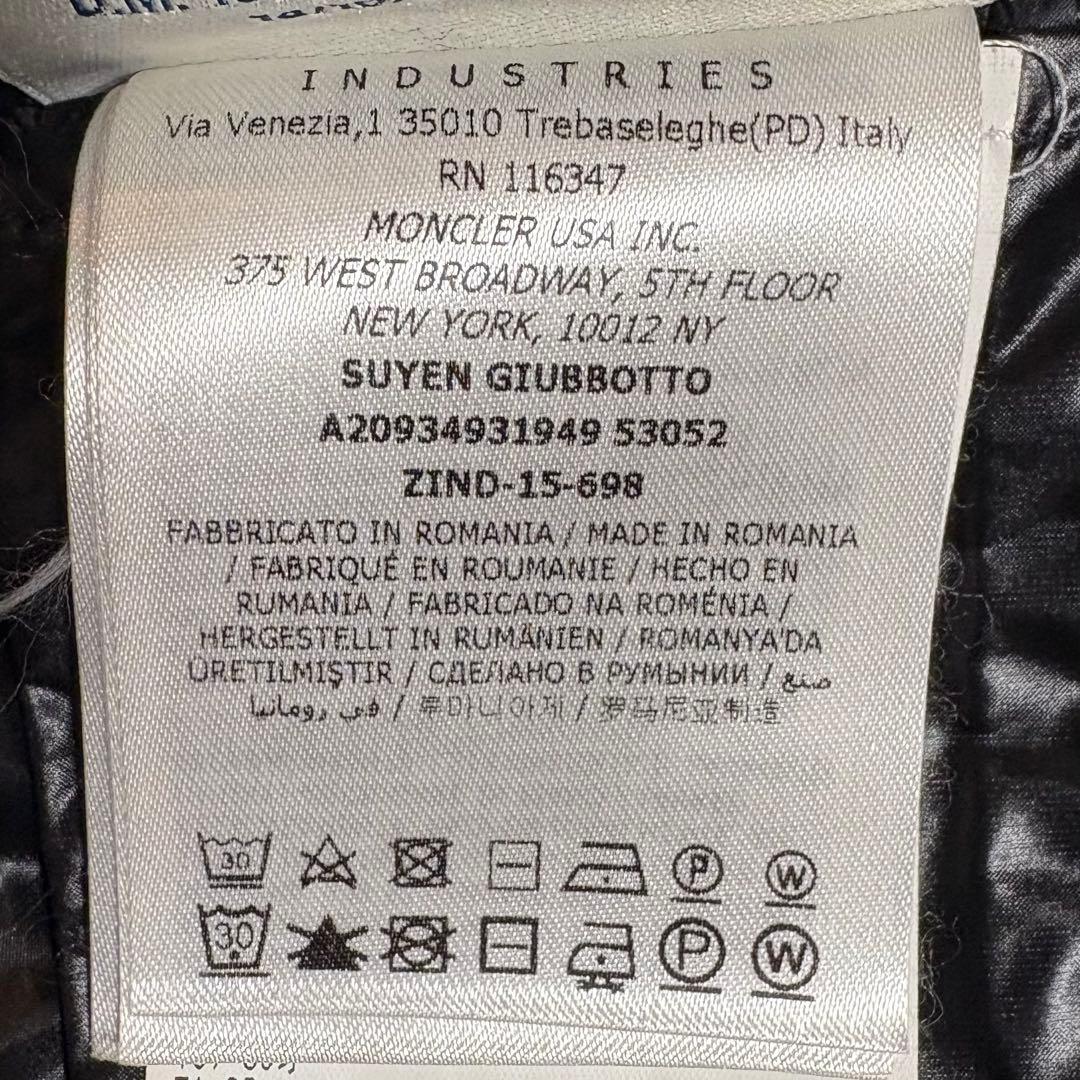 INDUSTRIES
Via Venezia,1 35010 Trebaseleghe(PD) Italy
RN 116347
MONCLER USA INC.
375 WEST BROADWAY, 5TH FLOOR
NEW YORK, 10012 NY
SUYEN GIUBBOTTO
A20934931949 53052
ZIND-15-698
FABBRICATO IN ROMANIA / MADE IN ROMANIA
/ FABRIQUÉ EN ROUMANIE / HECHO EN
RUMANIA / FABRICADO NA ROMÉNIA /
HERGESTELLT IN RUMÄNIEN / ROMANYA'DA
ÜRETILMIŞTIR / СДЕЛАНО В РУМЫНИИ / صنع
في رومانيا / 루마니아제 / 罗马尼亚制造
30 P W
30 P W